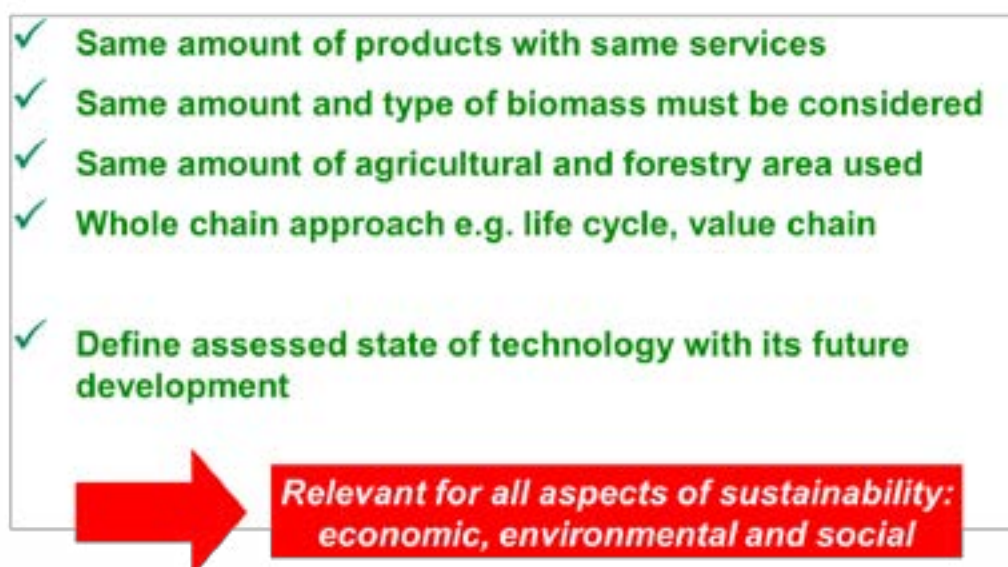 Same amount of products with same services
Same amount and type of biomass must be considered
Same amount of agricultural and forestry area used
Whole chain approach e.g. life cycle, value chain
Define assessed state of technology with its future
development
Relevant for all aspects of sustainability:
economic, environmental and social